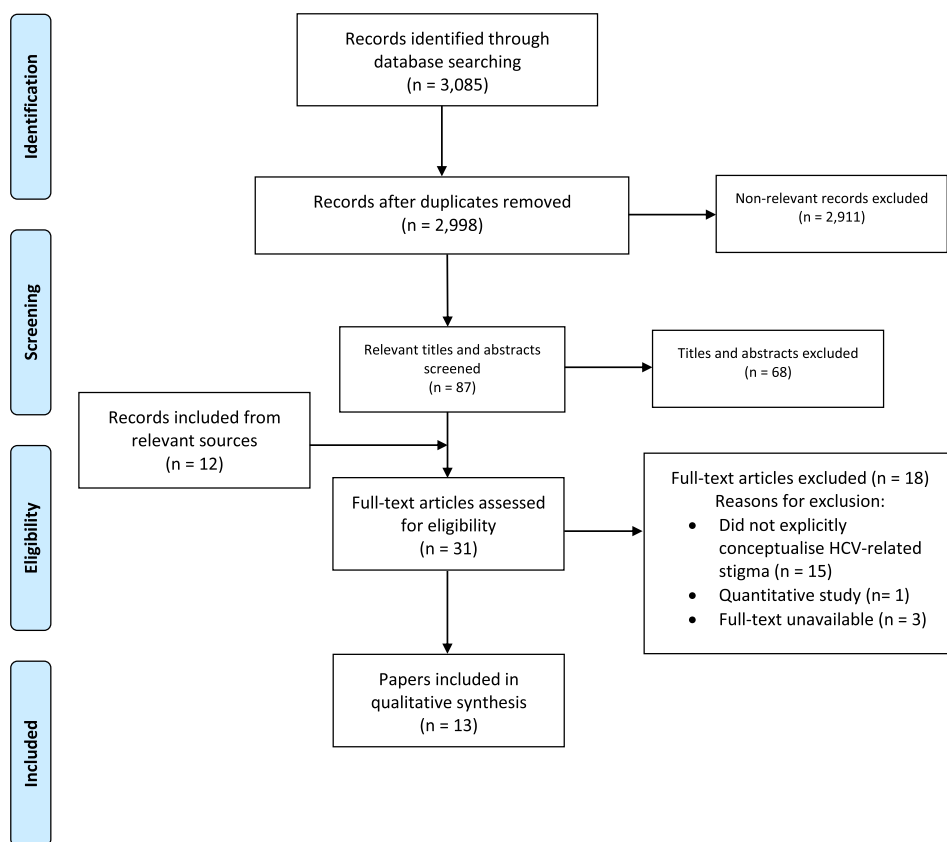 Identification
Records identified through
database searching
(n = 3,085)
Records after duplicates removed
(n = 2,998)
Non-relevant records excluded
(n = 2,911)
Screening
Relevant titles and abstracts
screened
(n = 87)
Titles and abstracts excluded
(n = 68)
Records included from
relevant sources
(n = 12)
Eligibility
Full-text articles assessed
for eligibility
(n = 31)
Full-text articles excluded (n = 18)
Reasons for exclusion:
• Did not explicitly
conceptualise HCV-related
stigma (n = 15)
• Quantitative study (n= 1)
• Full-text unavailable (n = 3)
Included
Papers included in
qualitative synthesis
(n = 13)